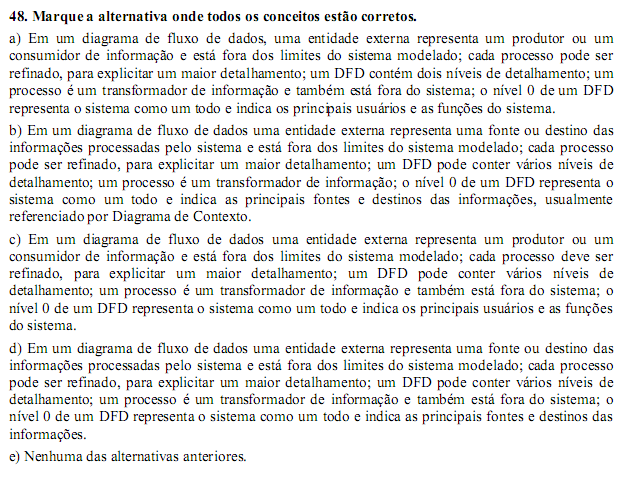 48. Marque a alternativa onde todos os conceitos estão corretos.
a) Em um diagrama de fluxo de dados, uma entidade externa representa um produtor ou um
consumidor de informação e está fora dos limites do sistema modelado; cada processo pode ser
refinado, para explicitar um maior detalhamento; um DFD contém dois níveis de detalhamento; um
processo é um transformador de informação e também está fora do sistema; o nível 0 de um DFD
representa o sistema como um todo e indica os principais usuários e as funções do sistema.
b) Em um diagrama de fluxo de dados uma entidade externa representa uma fonte ou destino das
informações processadas pelo sistema e está fora dos limites do sistema modelado; cada processo
pode ser refinado, para explicitar um maior detalhamento; um DFD pode conter vários níveis de
detalhamento; um processo é um transformador de informação; o nível 0 de um DFD representa o
sistema como um todo e indica as principais fontes e destinos das informações, usualmente
referenciado por Diagrama de Contexto.
c) Em um diagrama de fluxo de dados uma entidade externa representa um produtor ou um
consumidor de informação e está fora dos limites do sistema modelado; cada processo deve ser
refinado, para explicitar um maior detalhamento; um DFD pode conter vários níveis de
detalhamento; um processo é um transformador de informação e também está fora do sistema; o
nível 0 de um DFD representa o sistema como um todo e indica os principais usuários e as funções
do sistema.
d) Em um diagrama de fluxo de dados uma entidade externa representa uma fonte ou destino das
informações processadas pelo sistema e está fora dos limites do sistema modelado; cada processo
pode ser refinado, para explicitar um maior detalhamento; um DFD pode conter vários níveis de
detalhamento; um processo é um transformador de informação e também está fora do sistema; o
nível 0 de um DFD representa o sistema como um todo e indica as principais fontes e destinos das
informações.
e) Nenhuma das alternativas anteriores.